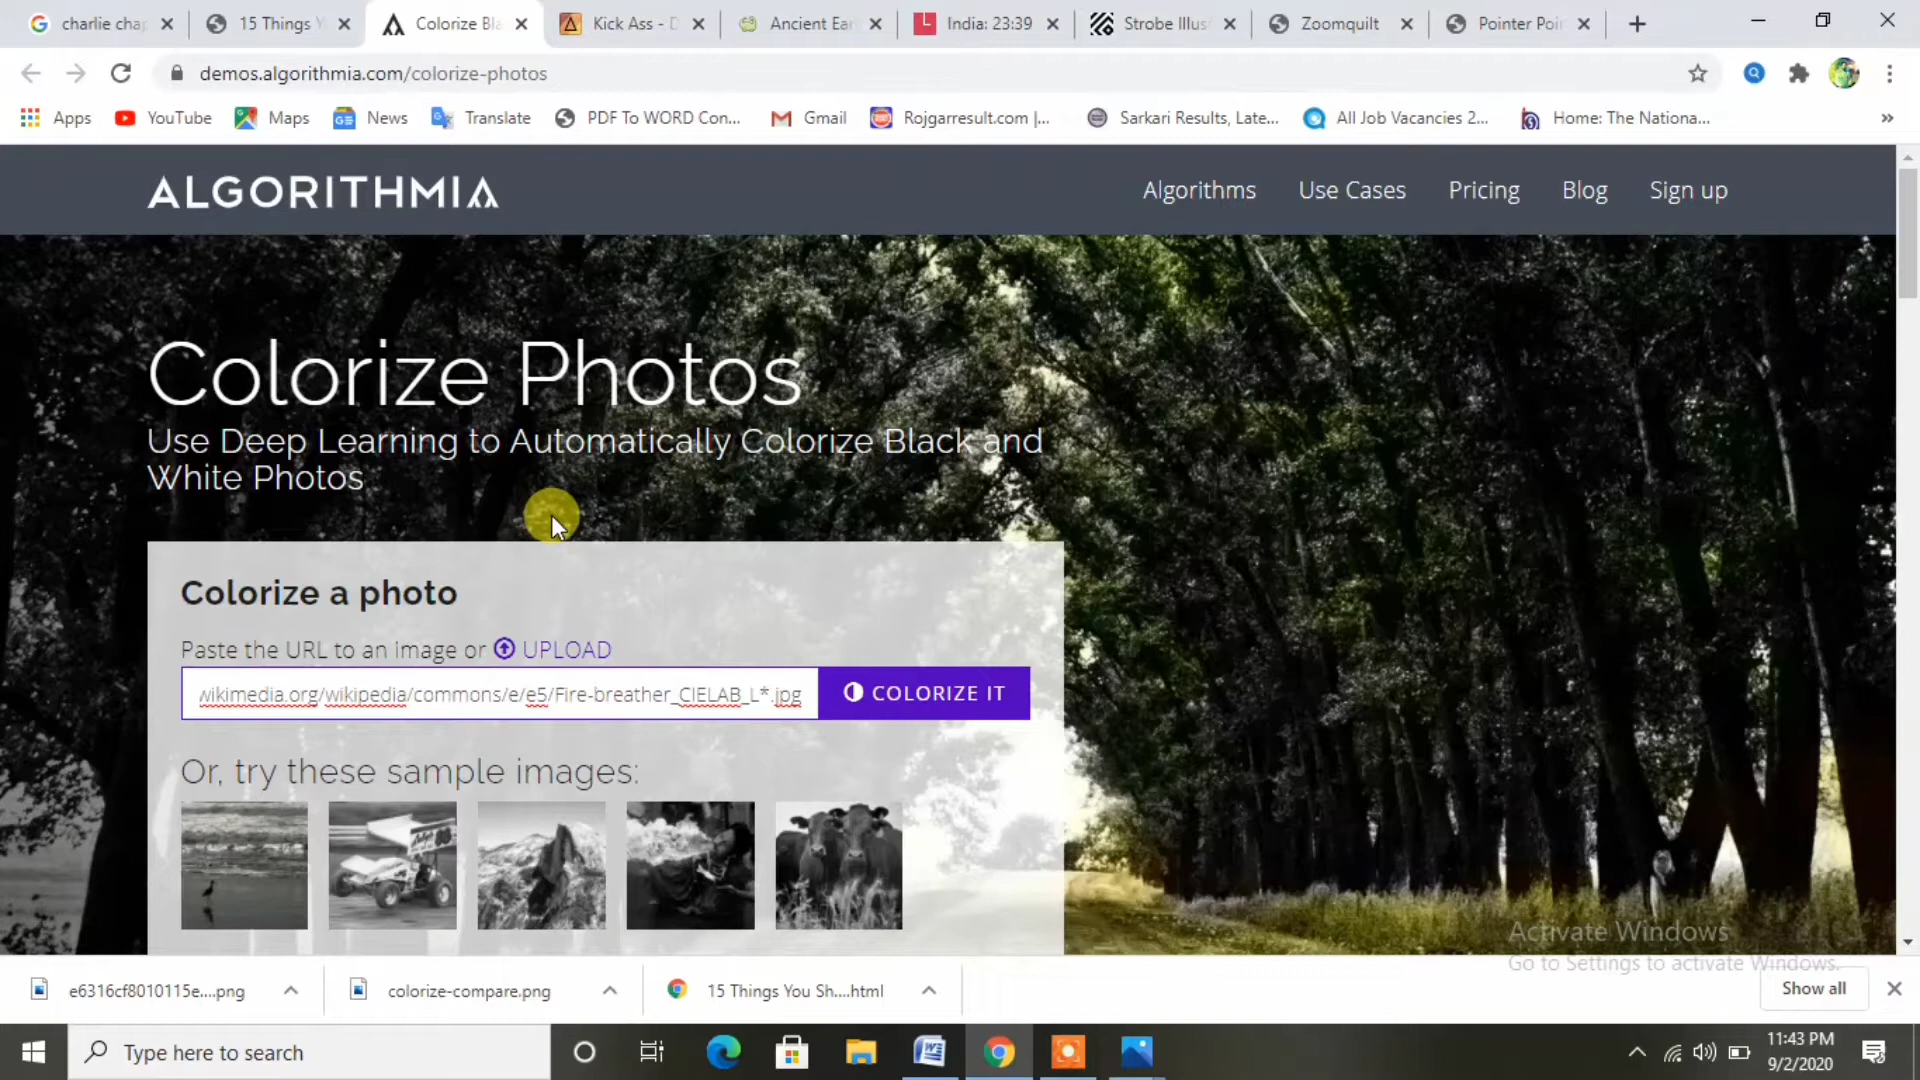 charlie chap
15 Things Y
Colorize Bla
Kick Ass - D
Ancient Ear
India: 23:39
Strobe Illus
Zoomquilt
Pointer Poin
demos.algorithmia.com/colorize-photos
Apps
YouTube
Maps
News
Translate
PDF To WORD Con...
Gmail
Rojgarresult.com |...
Sarkari Results, Late...
All Job Vacancies 2...
Home: The Nationa...
»
ALGORITHMIA
Algorithms
Use Cases
Pricing
Blog
Sign up
Colorize Photos
Use Deep Learning to Automatically Colorize Black and
White Photos
Colorize a photo
Paste the URL to an image or UPLOAD
wikimedia.org/wikipedia/commons/e/e5/Fire-breather_CIELAB_L*.jpg
COLORIZE IT
Or, try these sample images:
Activate Windows
Go to Settings to activate Windows.
e6316cf8010115e....png
colorize-compare.png
15 Things You Sh....html
Show all
Type here to search
11:43 PM
9/2/2020